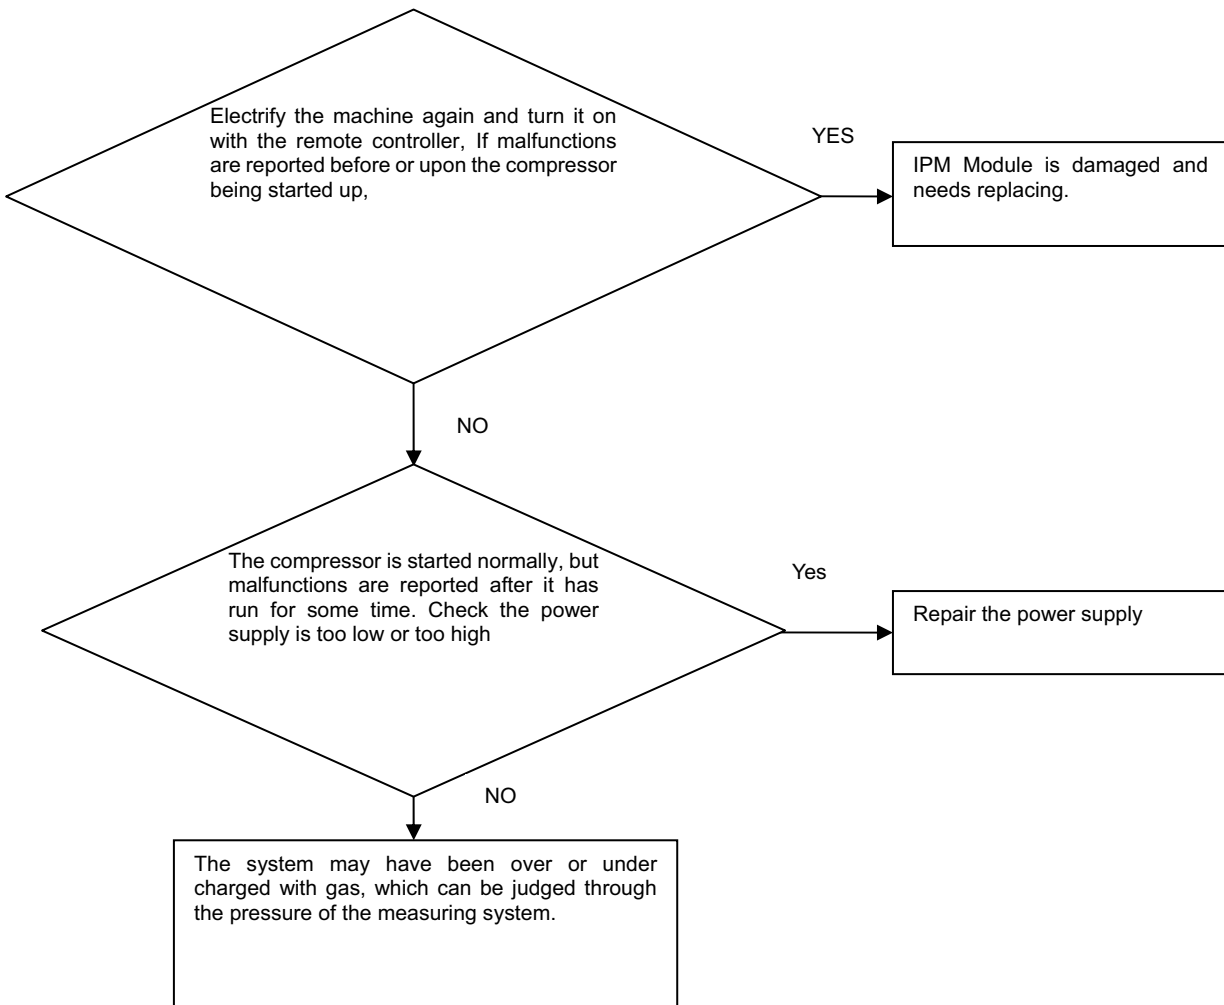 Electrify the machine again and turn it on
with the remote controller, If malfunctions
are reported before or upon the compressor
being started up,
YES
IPM Module is damaged and
needs replacing.
NO
The compressor is started normally, but
malfunctions are reported after it has
run for some time. Check the power
supply is too low or too high
Yes
Repair the power supply
NO
The system may have been over or under
charged with gas, which can be judged through
the pressure of the measuring system.